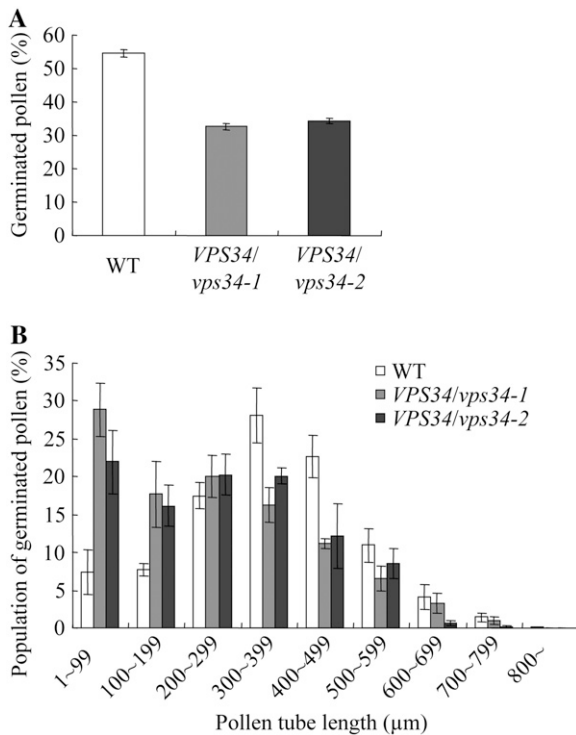 A
Germinated pollen (%)
60
50
40
30
20
10
0
WT
VPS34/
vps34-1
VPS34/
vps34-2
B
Population of germinated pollen (%)
35
30
25
20
15
10
5
0
WT
VPS34/vps34-1
VPS34/vps34-2
1~99
100~199
200~299
300~399
400~499
500~599
600~699
700~799
800~
Pollen tube length (µm)